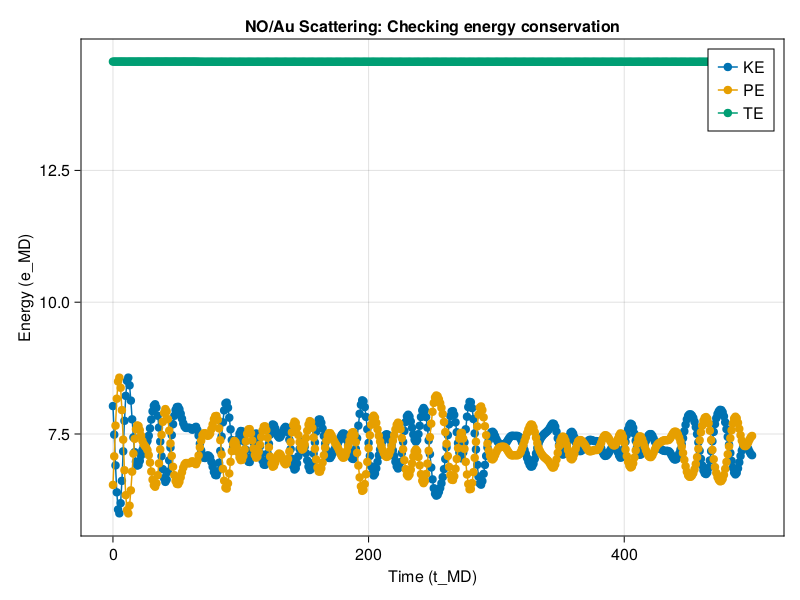 NO/Au Scattering: Checking energy conservation
KE
PE
TE
12.5
10.0
7.5
Energy (e_MD)
0
200
400
Time (t_MD)